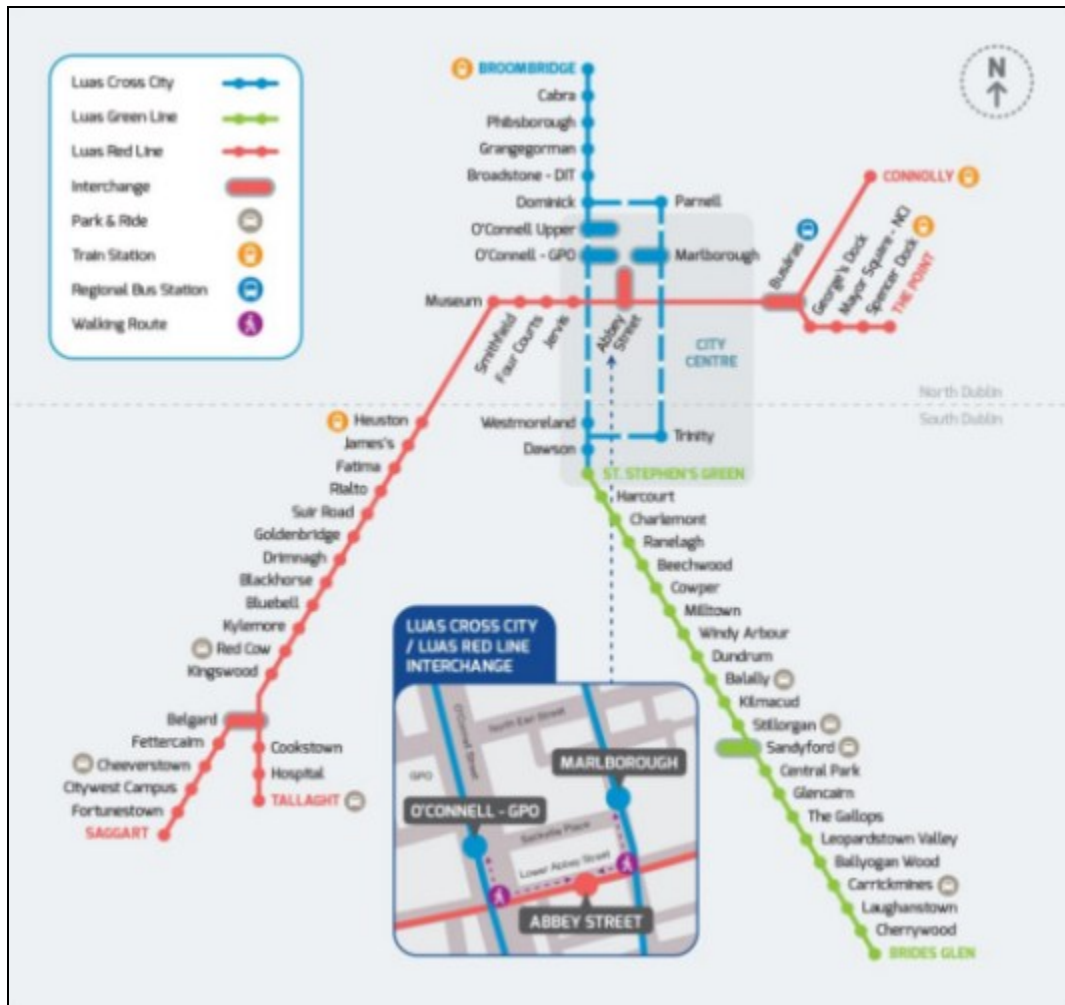 Luas Cross City
Luas Green Line
Luas Red Line
Interchange
Park & Ride
Train Station
Regional Bus Station
Walking Route
N
BROOMBRIDGE
Cabra
Phibsborough
Grangegorman
Broadstone - DIT
Dominick
Parnell
O'Connell Upper
O'Connell - GPO
Marlborough
CONNOLLY
Busáras
George's Dock
Mayor Square - NCI
Spencer Dock
THE POINT
Museum
Smithfield
Four Courts
Jervis
Abbey
Street
CITY
CENTRE
North Dublin
South Dublin
Heuston
James's
Fatima
Rialto
Suir Road
Goldenbridge
Drimnagh
Blackhorse
Bluebell
Kylemore
Red Cow
Kingswood
Belgard
Fettercairn
Cheeverstown
Citywest Campus
Fortunestown
SAGGART
Cookstown
Hospital
TALLAGHT
Westmoreland
Trinity
Dawson
ST. STEPHEN'S GREEN
Harcourt
Charlemont
Ranelagh
Beechwood
Cowper
Milltown
Windy Arbour
Dundrum
Balally
Kilmacud
Stillorgan
Sandyford
Central Park
Glencairn
The Gallops
Leopardstown Valley
Ballyogan Wood
Carrickmines
Laughanstown
Cherrywood
BRIDES GLEN
LUAS CROSS CITY
/ LUAS RED LINE
INTERCHANGE
O'Connell Street
North Earl Street
GPO
MARLBOROUGH
O'CONNELL - GPO
Sackville Place
Lower Abbey Street
ABBEY STREET